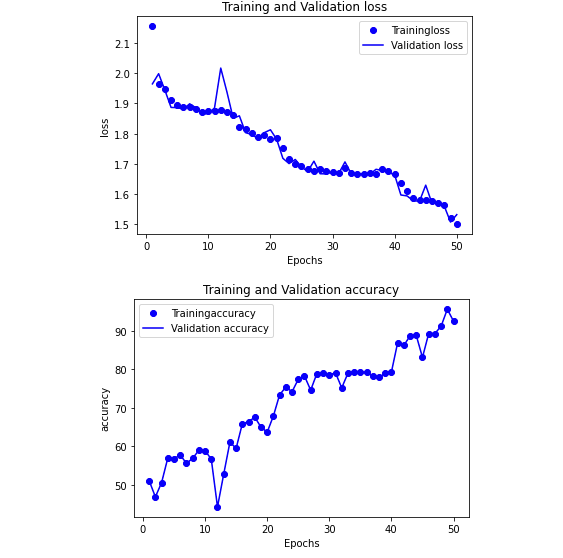 Training and Validation loss
Trainingloss
Validation loss
loss
2.1
2.0
1.9
1.8
1.7
1.6
1.5
0 10 20 30 40 50
Epochs
Training and Validation accuracy
Trainingaccuracy
Validation accuracy
accuracy
90
80
70
60
50
0 10 20 30 40 50
Epochs